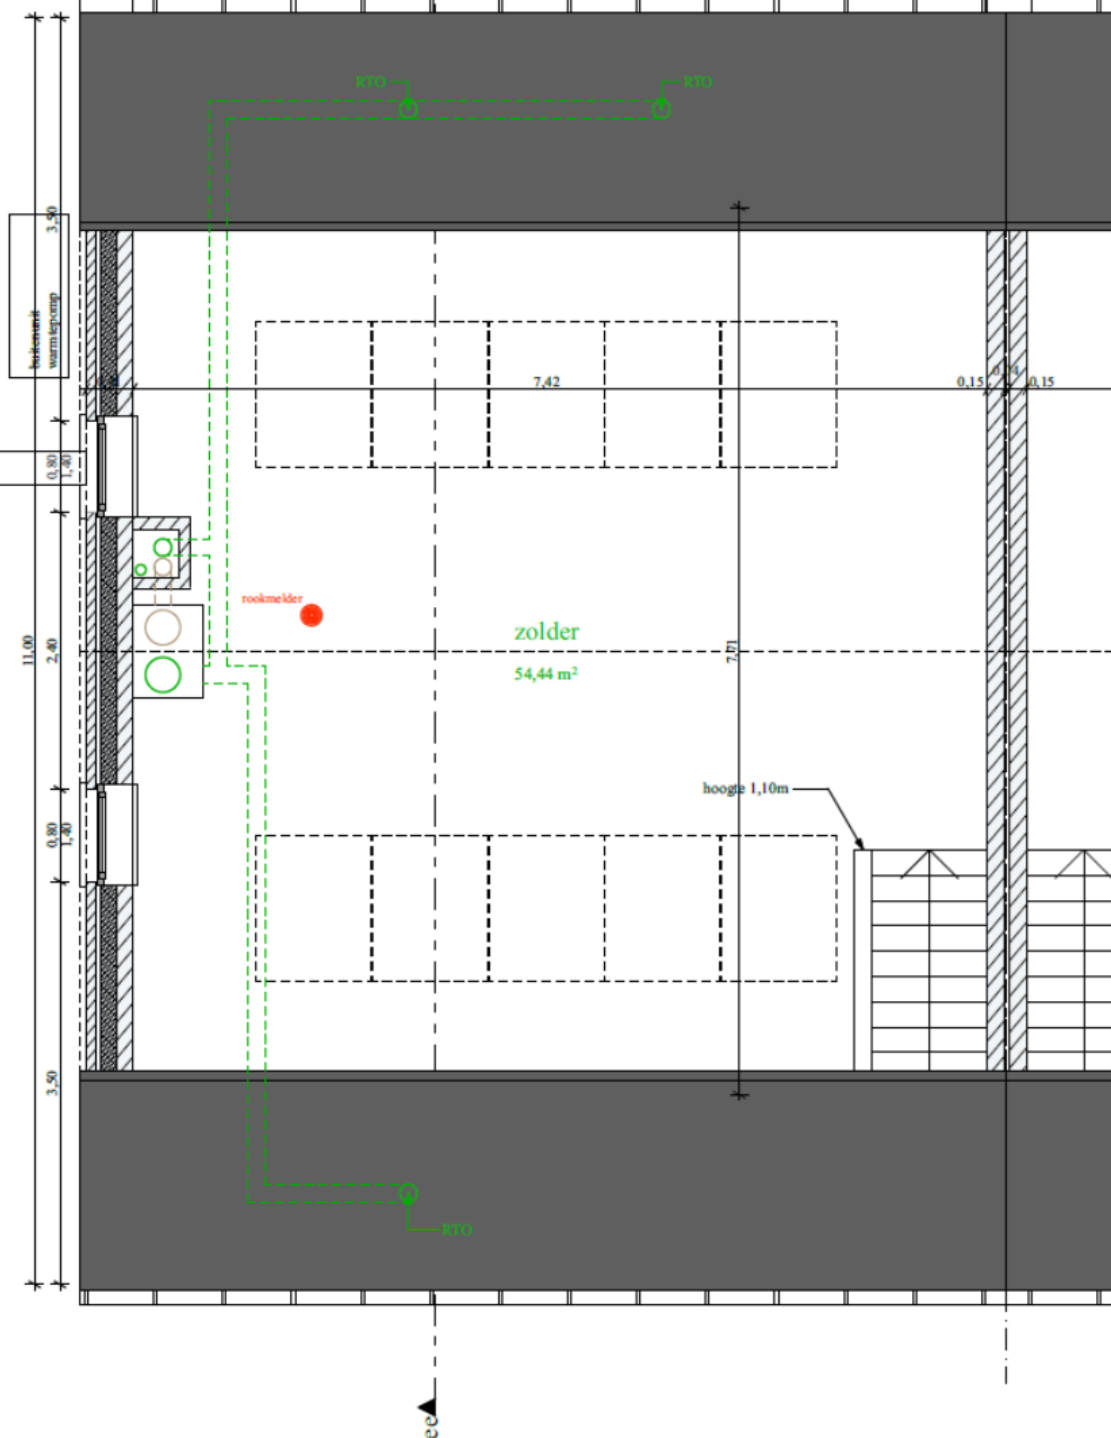 RTO
RTO
3,50
buitenunit
warmtepomp
7,42
0,15
0,15
0,80
1,40
rookmelder
zolder
54,44 m²
11,00
2,40
7,71
hoogte 1,10m
0,80
1,40
3,50
RTO
ee